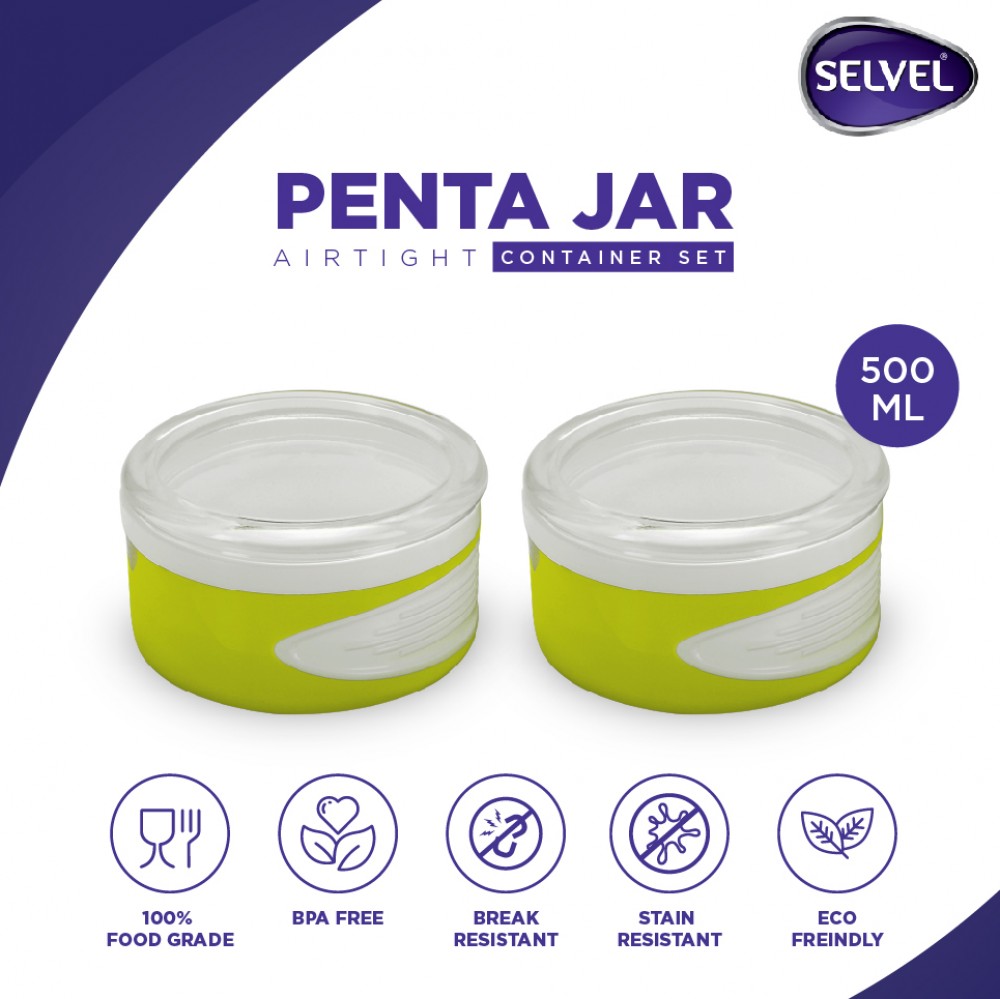 SELVEL®
PENTA JAR
AIRTIGHT CONTAINER SET
500
ML
100%
FOOD GRADE
BPA FREE
BREAK
RESISTANT
STAIN
RESISTANT
ECO
FREINDLY